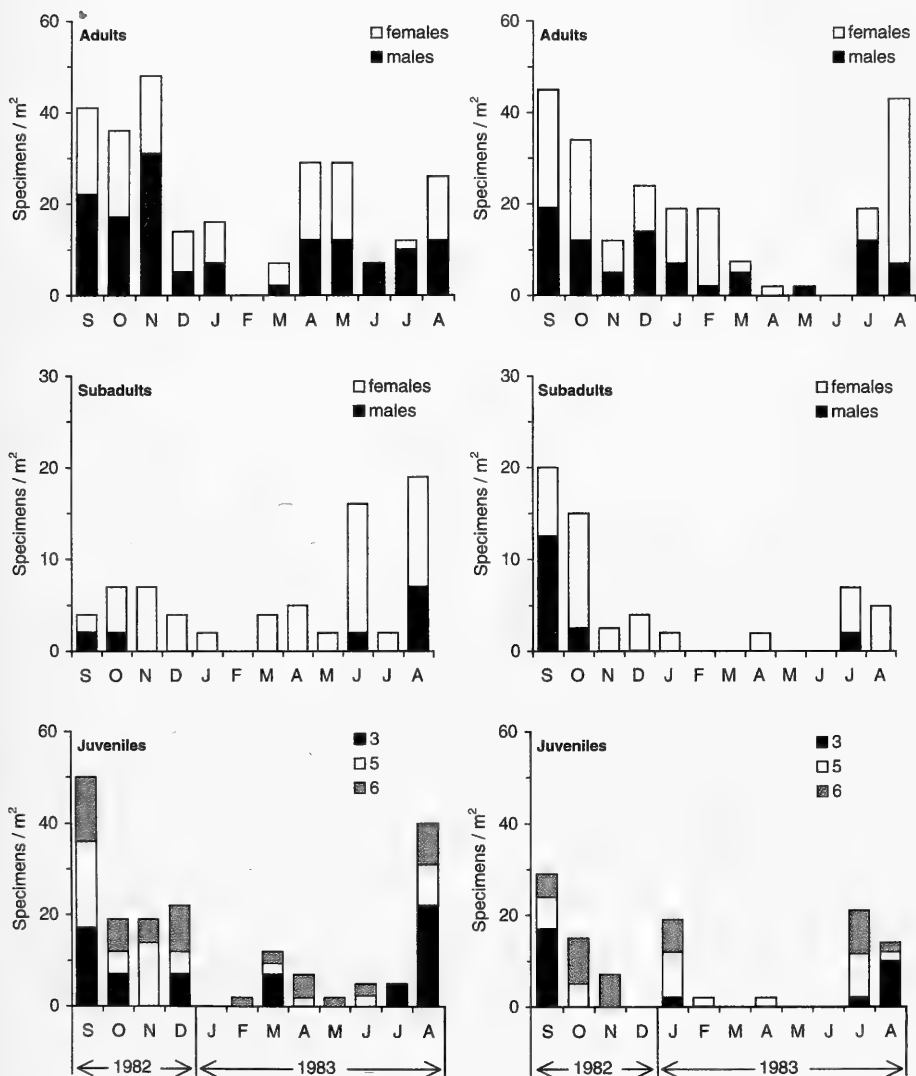 Adults
females
males
Specimens / m²
60
40
20
0
S O N D J F M A M J J A
Adults
females
males
Specimens / m²
60
40
20
0
S O N D J F M A M J J A
Subadults
females
males
Specimens / m²
30
20
10
0
S O N D J F M A M J J A
Subadults
females
males
Specimens / m²
30
20
10
0
S O N D J F M A M J J A
Juveniles
3
5
6
Specimens / m²
60
40
20
0
S O N D J F M A M J J A
1982 1983
Juveniles
3
5
6
Specimens / m²
60
40
20
0
S O N D J F M A M J J A
1982 1983